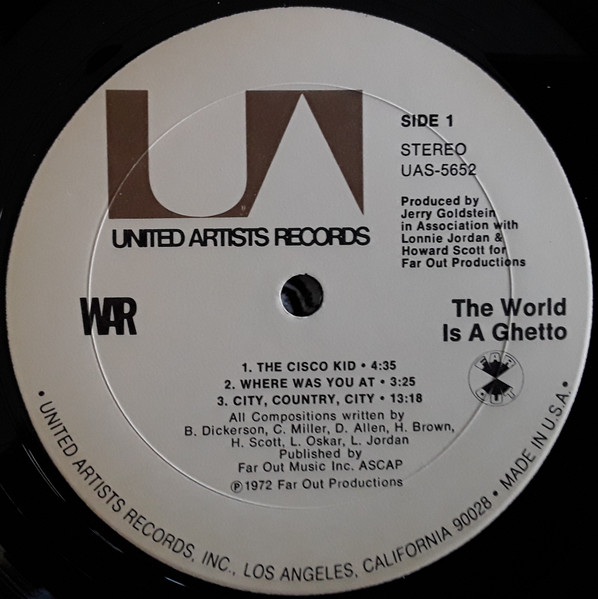 UA
UNITED ARTISTS RECORDS
SIDE 1
STEREO
UAS-5652
Produced by
Jerry Goldstein
in Association with
Lonnie Jordan &
Howard Scott for
Far Out Productions
WAR
The World
Is A Ghetto
FAR
OUT
1. THE CISCO KID • 4:35
2. WHERE WAS YOU AT • 3:25
3. CITY, COUNTRY, CITY • 13:18
All Compositions written by
B. Dickerson, C. Miller, D. Allen, H. Brown,
H. Scott, L. Oskar, L. Jordan
Published by
Far Out Music Inc. ASCAP
℗ 1972 Far Out Productions
• UNITED ARTISTS RECORDS, INC., LOS ANGELES, CALIFORNIA 90028 • MADE IN U.S.A. •